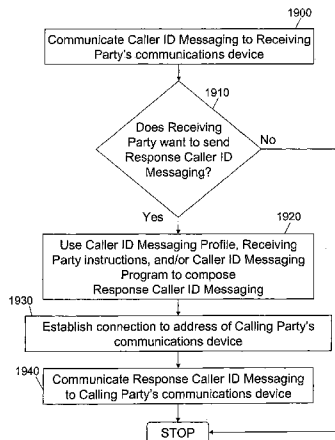 1900
Communicate Caller ID Messaging to Receiving
Party's communications device
1910
Does Receiving
Party want to send
Response Caller ID
Messaging?
No
Yes
1920
Use Caller ID Messaging Profile, Receiving
Party instructions, and/or Caller ID Messaging
Program to compose
Response Caller ID Messaging
1930
Establish connection to address of Calling Party's
communications device
1940
Communicate Response Caller ID Messaging
to Calling Party's communications device
STOP